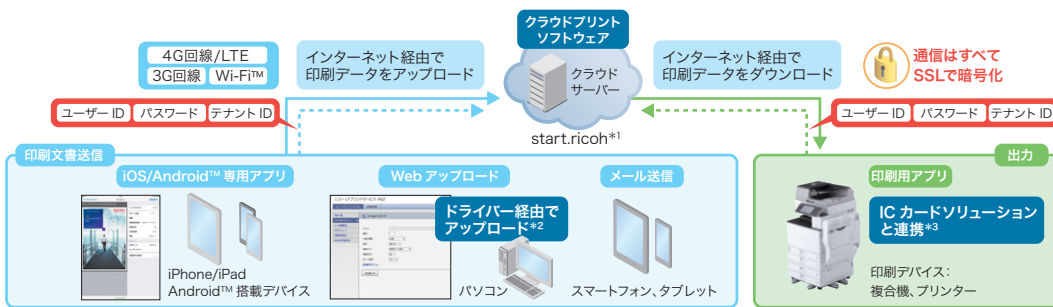 クラウドプリント
ソフトウェア
4G回線/LTE
3G回線 Wi-Fi™
インターネット経由で
印刷データをアップロード
クラウド
サーバー
インターネット経由で
印刷データをダウンロード
通信はすべて
SSLで暗号化
ユーザー ID パスワード テナント ID
start.ricoh*1
ユーザー ID パスワード テナント ID
印刷文書送信
iOS/Android™ 専用アプリ
iPhone/iPad
Android™ 搭載デバイス
Web アップロード
ドライバー経由で
アップロード*2
パソコン
メール送信
スマートフォン、タブレット
出力
印刷用アプリ
IC カードソリューション
と連携*3
印刷デバイス：
複合機、プリンター